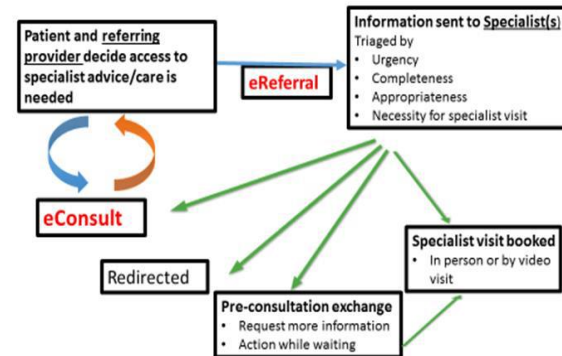 Patient and referring
provider decide access to
specialist advice/care is
needed
eReferral
Information sent to Specialist(s)
Triaged by
• Urgency
• Completeness
• Appropriateness
• Necessity for specialist visit
eConsult
Redirected
Pre-consultation exchange
• Request more information
• Action while waiting
Specialist visit booked
• In person or by video
visit